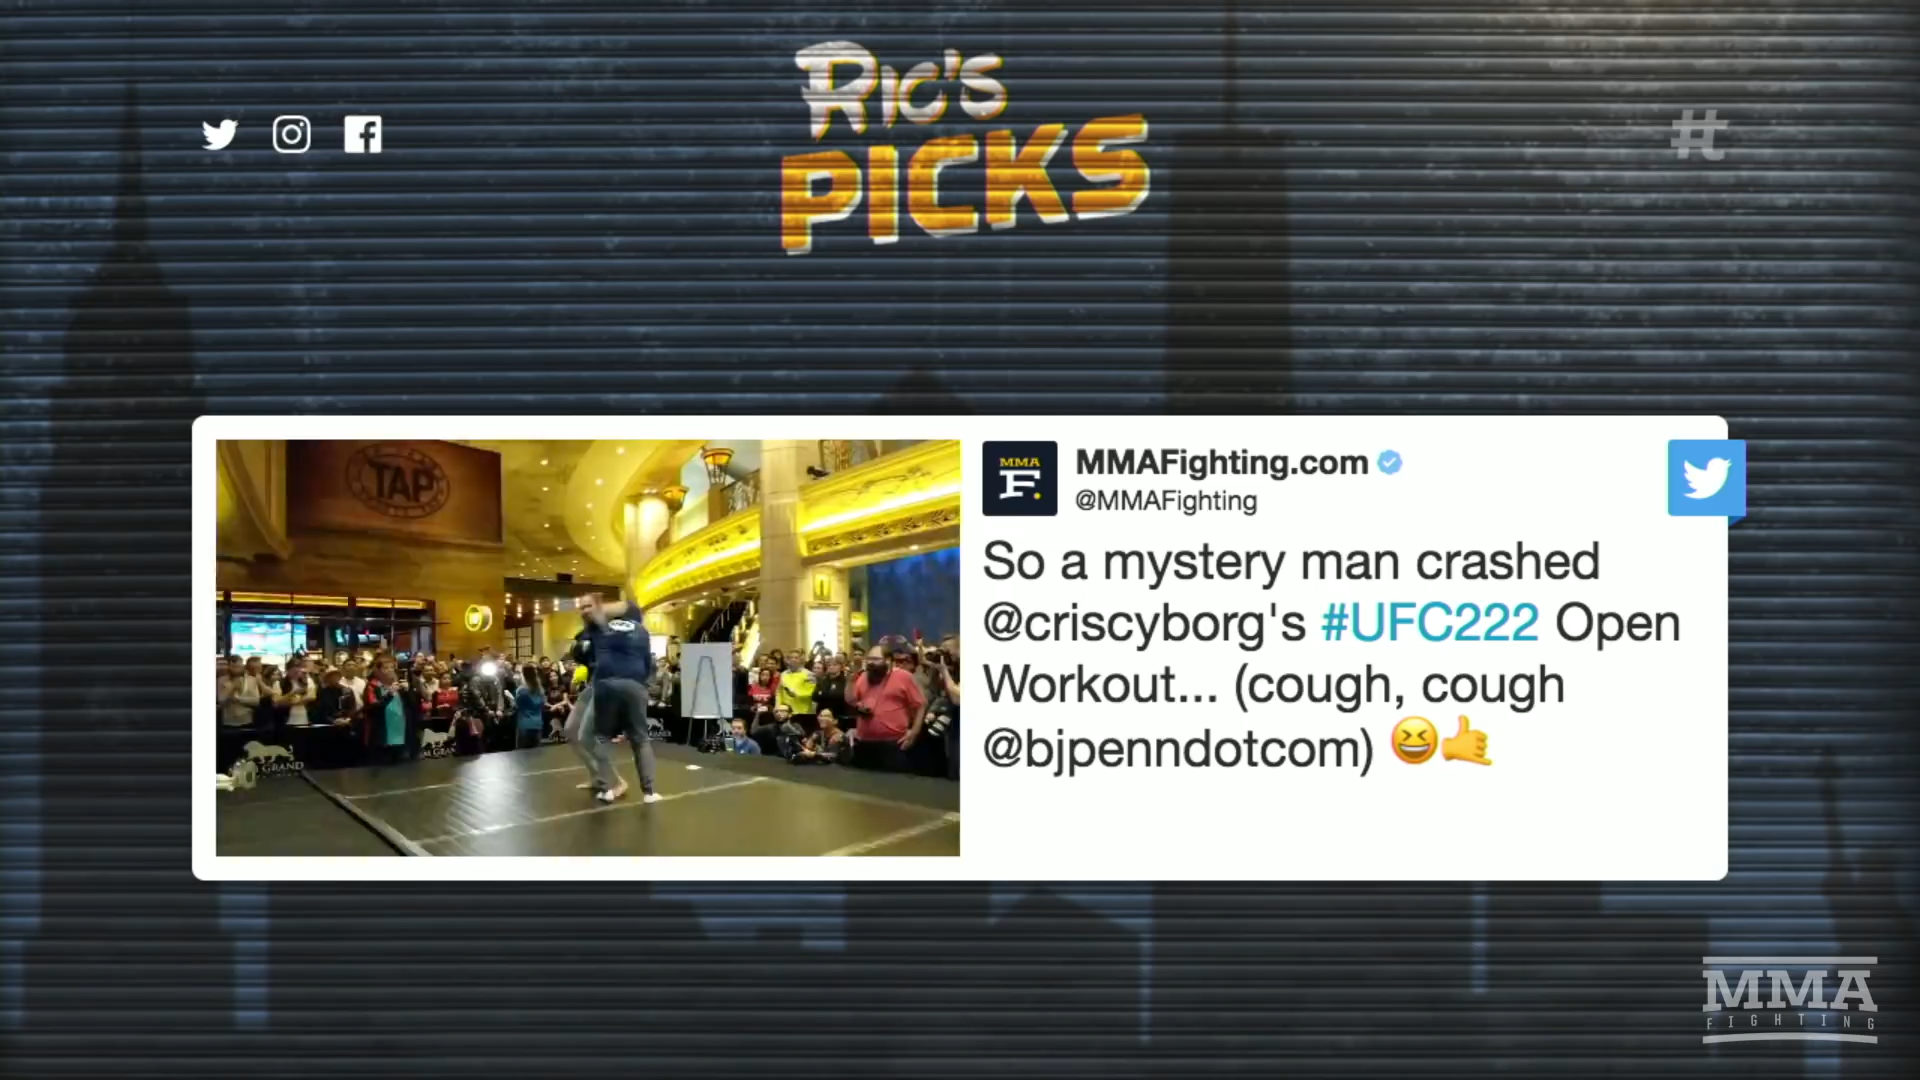 RIC'S
PICKS
#
TAP
MMA
F.
MMAFighting.com
@MMAFighting
So a mystery man crashed
@criscyborg's #UFC222 Open
Workout... (cough, cough
@bjpenndotcom) 😆🤙
GRAND
MMA
FIGHTING